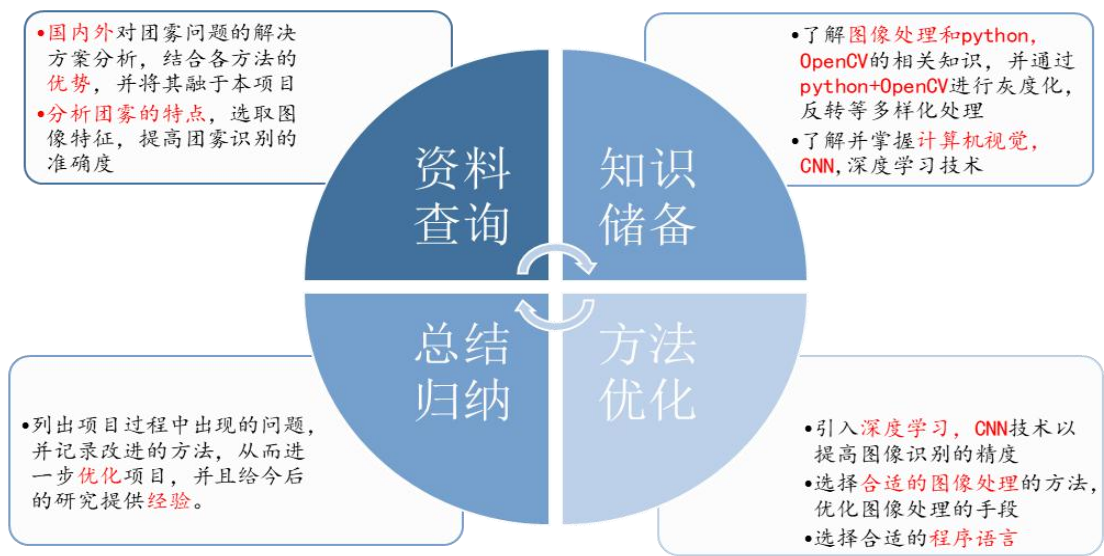 •国内外对团雾问题的解决
方案分析，结合各方法的
优势，并将其融于本项目
•分析团雾的特点，选取图
像特征，提高团雾识别的
准确度
资料
查询
•了解图像处理和python，
OpenCV的相关知识，并通过
python+OpenCV进行灰度化，
反转等多样化处理
•了解并掌握计算机视觉，
CNN,深度学习技术
知识
储备
总结
归纳
•列出项目过程中出现的问题，
并记录改进的方法，从而进
一步优化项目，并且给今后
的研究提供经验。
方法
优化
•引入深度学习，CNN技术以
提高图像识别的精度
•选择合适的图像处理的方法，
优化图像处理的手段
•选择合适的程序语言